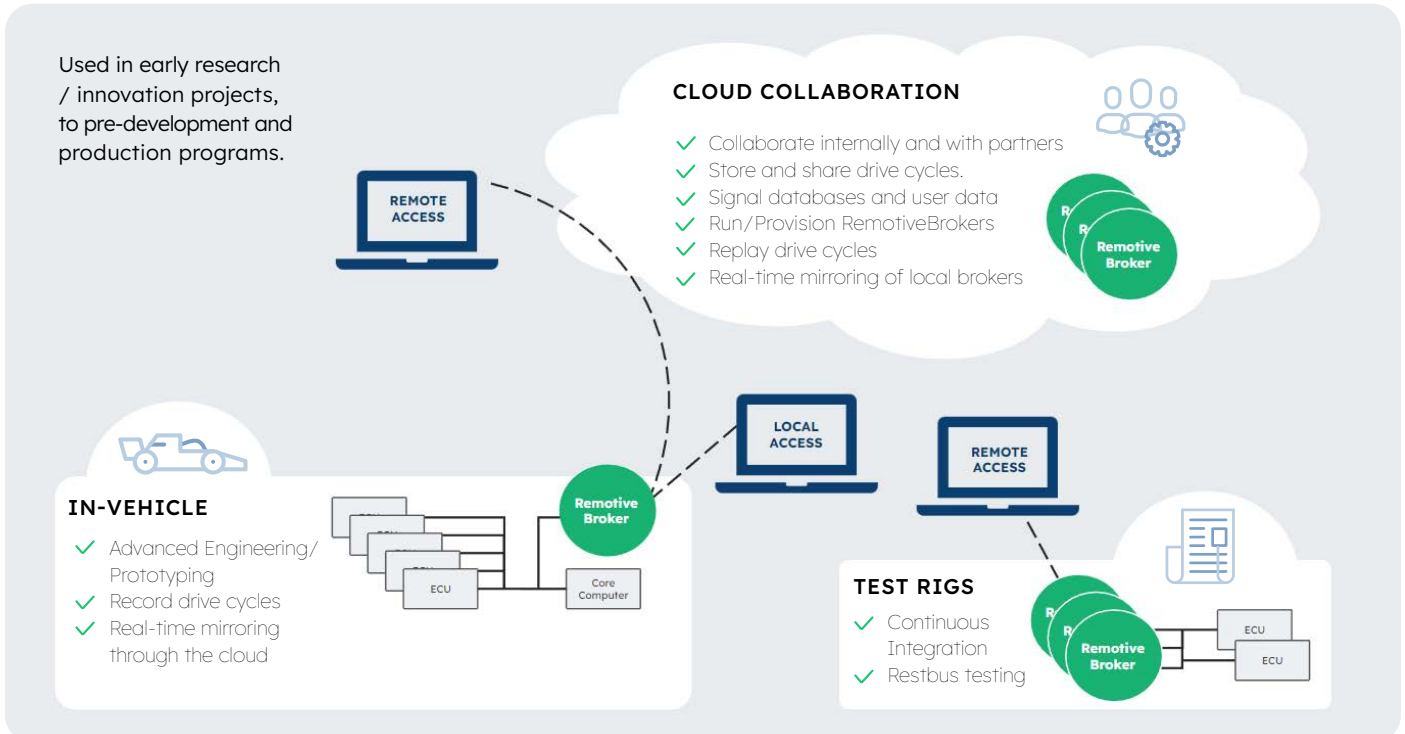 Used in early research
/ innovation projects,
to pre-development and
production programs.
CLOUD COLLABORATION
Collaborate internally and with partners
Store and share drive cycles.
Signal databases and user data
Run/Provision RemotiveBrokers
Replay drive cycles
Real-time mirroring of local brokers
R
R
Remotive
Broker
REMOTE
ACCESS
LOCAL
ACCESS
REMOTE
ACCESS
IN-VEHICLE
Advanced Engineering/
Prototyping
Record drive cycles
Real-time mirroring
through the cloud
ECU
Remotive
Broker
Core
Computer
TEST RIGS
Continuous
Integration
Restbus testing
R
R
Remotive
Broker
ECU
ECU